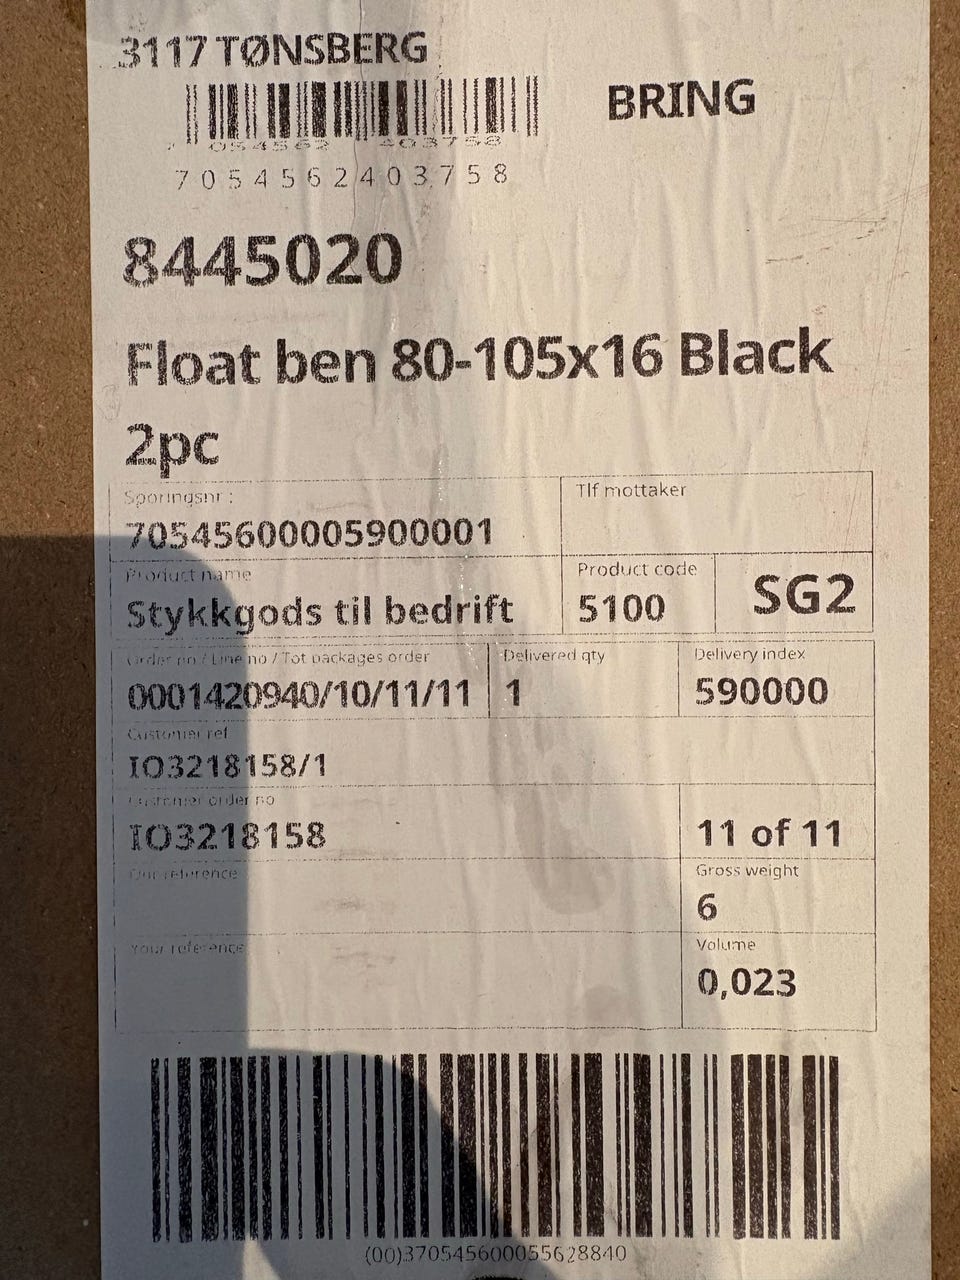 3117 TØNSBERG
BRING
7 054562 403758
7054562403758
8445020
Float ben 80-105x16 Black
2pc
Sporingsnr :
Tlf mottaker
70545600005900001
Product name
Product code
Stykkgods til bedrift
5100
SG2
Order no / Line no / Tot packages order
Delivered qty
Delivery index
0001420940/10/11/11
1
590000
Customer ref
IO3218158/1
Customer order no
IO3218158
11 of 11
Our reference
Gross weight
6
Your reference
Volume
0,023
(00)370545600055628840